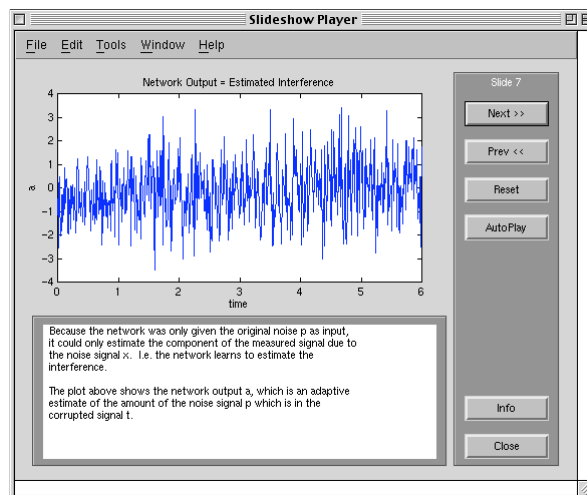 Slideshow Player
File Edit Tools Window Help
Network Output = Estimated Interference
4
3
2
1
0
−1
−2
−3
−4
a
0 1 2 3 4 5 6
time
Because the network was only given the original noise p as input,
it could only estimate the component of the measured signal due to
the noise signal x. I.e. the network learns to estimate the
interference.
The plot above shows the network output a, which is an adaptive
estimate of the amount of the noise signal p which is in the
corrupted signal t.
Slide 7
Next >>
Prev <<
Reset
AutoPlay
Info
Close